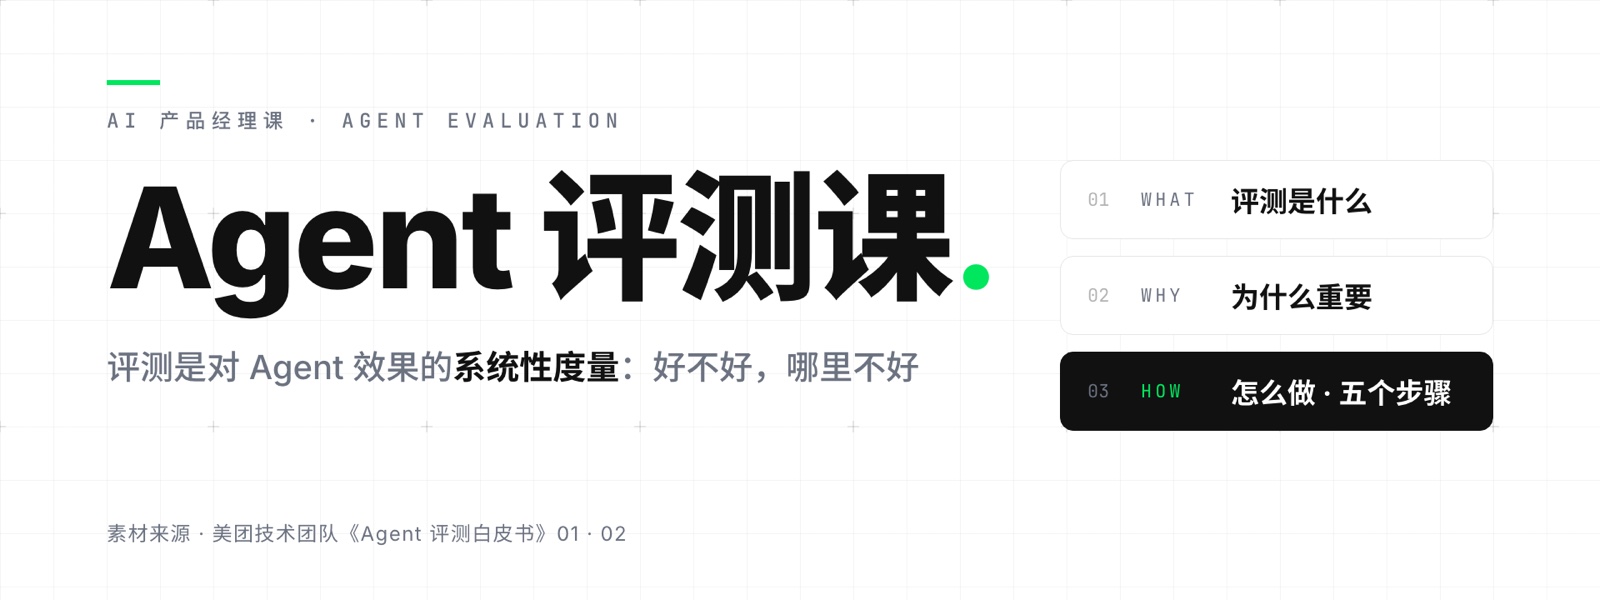 AI 产品经理课 · AGENT EVALUATION
Agent 评测课.
评测是对 Agent 效果的系统性度量：好不好，哪里不好
01 WHAT 评测是什么
02 WHY 为什么重要
03 HOW 怎么做 · 五个步骤
素材来源 · 美团技术团队《Agent 评测白皮书》01 · 02